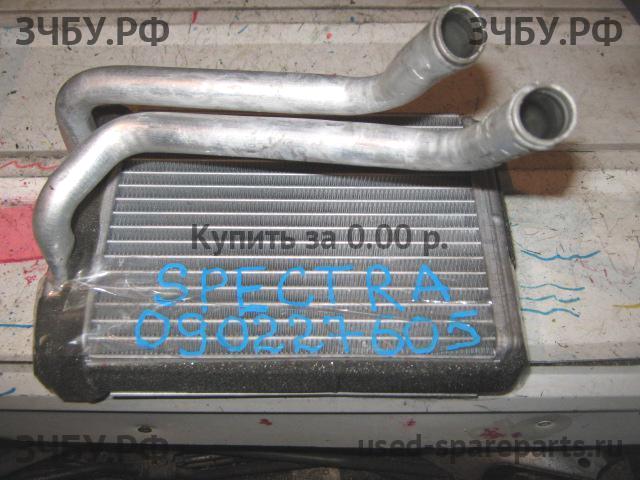 ЗЧБУ.РФ ЗЧБУ.РФ
Купить за 0.00 р.
SPECTRA
090227605
ЗЧБУ.РФ used-spareparts.ru